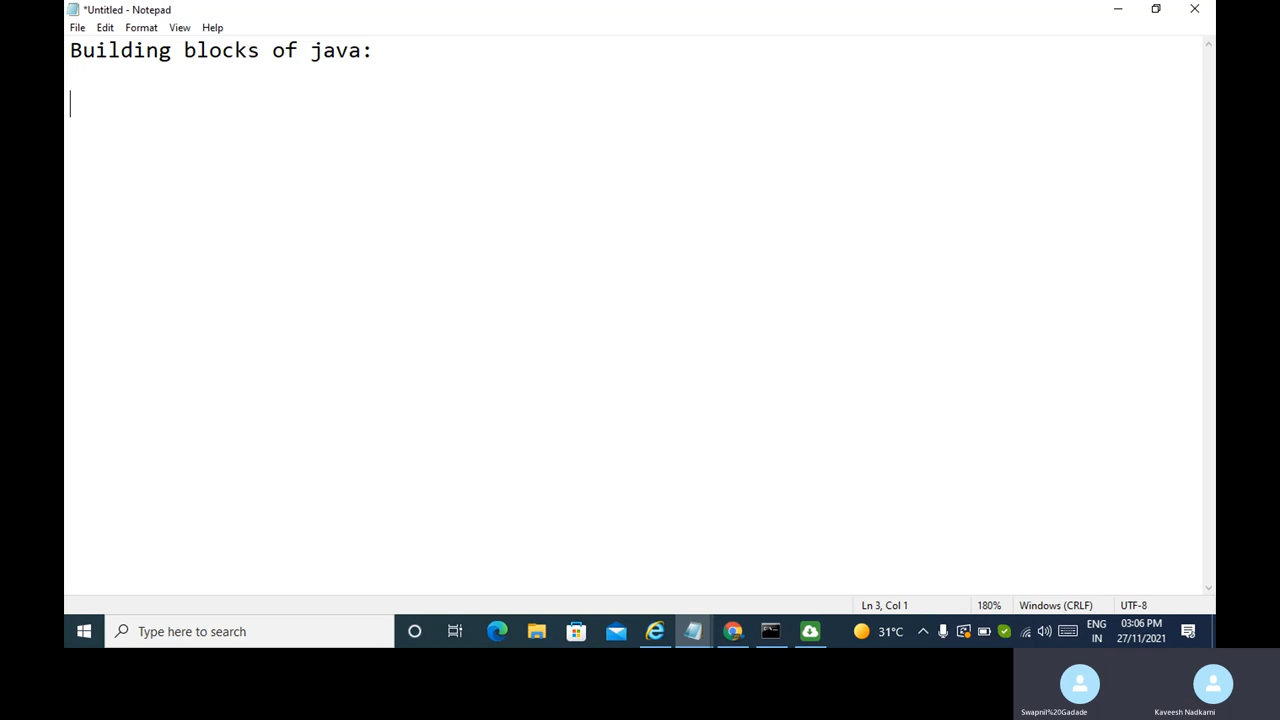 *Untitled - Notepad
File Edit Format View Help
Building blocks of java:
Ln 3, Col 1 180% Windows (CRLF) UTF-8
Type here to search
31°C
ENG
IN
03:06 PM
27/11/2021
Swapnil%20Gadade
Kaveesh Nadkarni